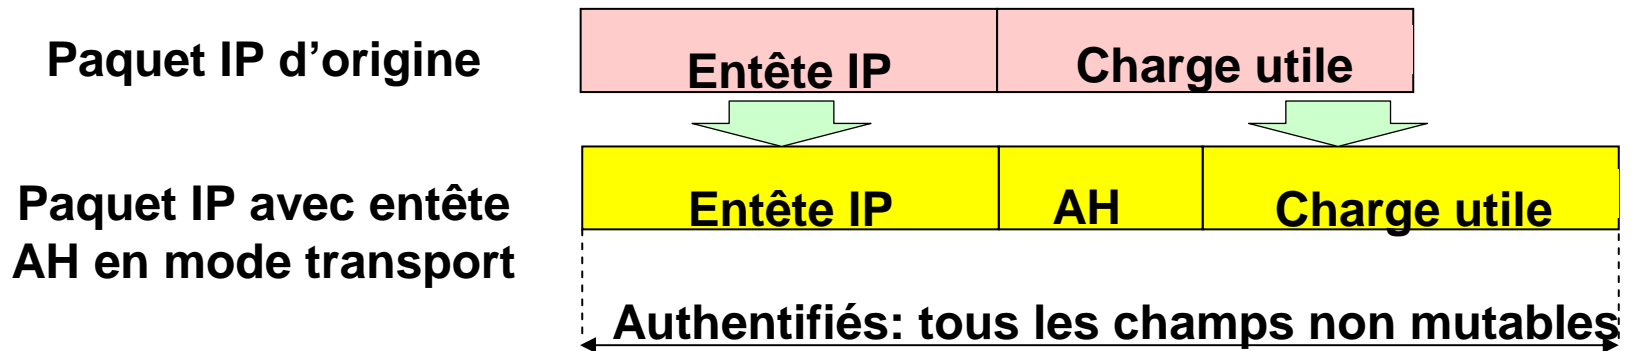 Paquet IP d’origine
Entête IP
Charge utile
Paquet IP avec entête
AH en mode transport
Entête IP
AH
Charge utile
Authentifiés: tous les champs non mutables